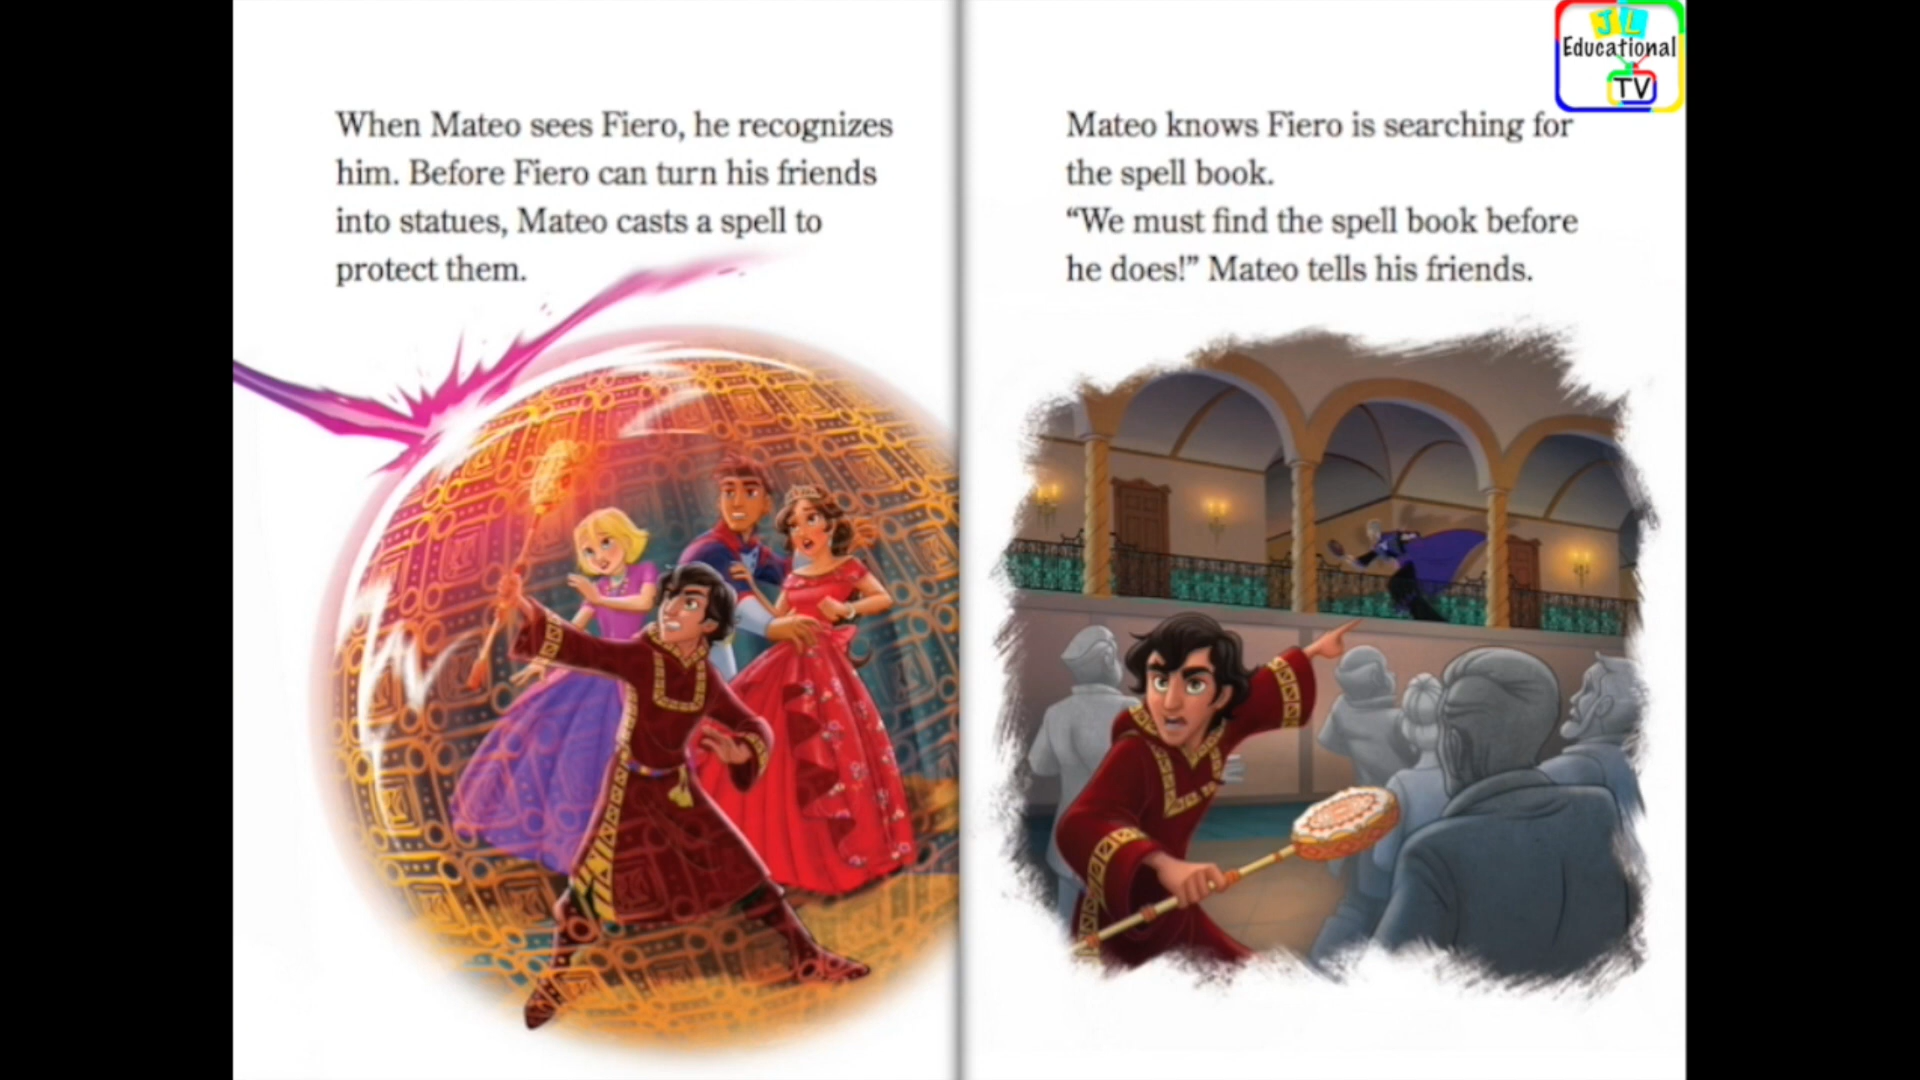 When Mateo sees Fiero, he recognizes
him. Before Fiero can turn his friends
into statues, Mateo casts a spell to
protect them.
Mateo knows Fiero is searching for
the spell book.
“We must find the spell book before
he does!” Mateo tells his friends.
JL
Educational
TV